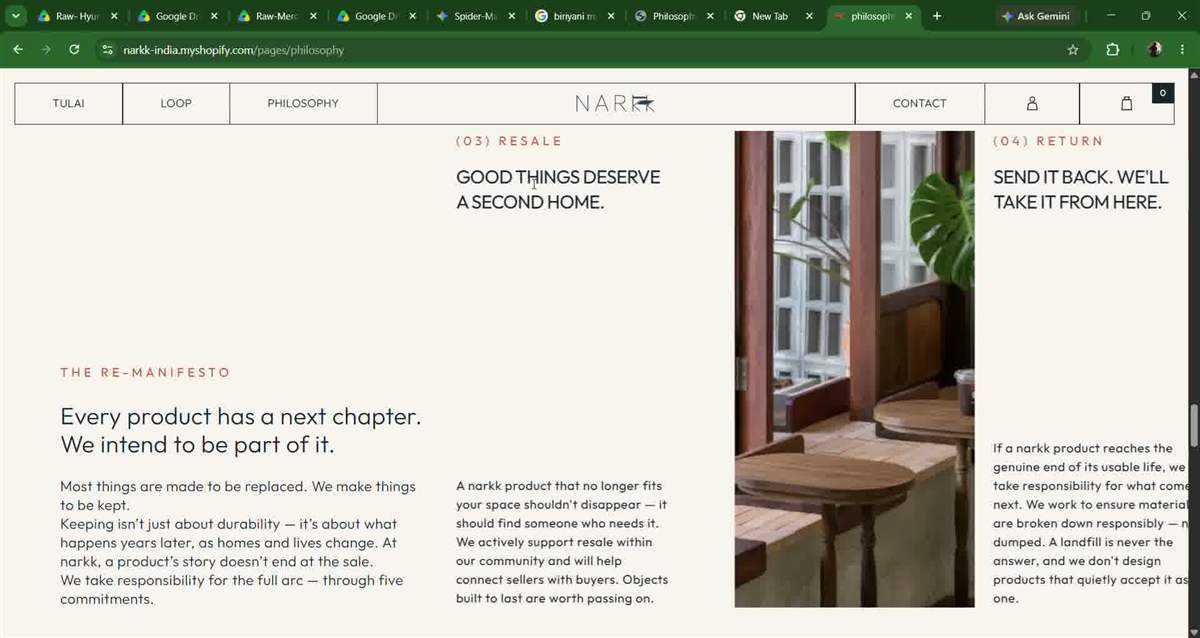 Raw- Hyun
Google Dr
Raw-Merc
Google Dr
Spider-Ma
biriyani m
Philosoph
New Tab
philosoph
Ask Gemini
narkk-india.myshopify.com/pages/philosophy
TULAI
LOOP
PHILOSOPHY
NARKK
CONTACT
0
THE RE-MANIFESTO
Every product has a next chapter.
We intend to be part of it.
Most things are made to be replaced. We make things
to be kept.
Keeping isn't just about durability — it's about what
happens years later, as homes and lives change. At
narkk, a product's story doesn't end at the sale.
We take responsibility for the full arc — through five
commitments.
(03) RESALE
GOOD THINGS DESERVE
A SECOND HOME.
A narkk product that no longer fits
your space shouldn't disappear — it
should find someone who needs it.
We actively support resale within
our community and will help
connect sellers with buyers. Objects
built to last are worth passing on.
(04) RETURN
SEND IT BACK. WE'LL
TAKE IT FROM HERE.
If a narkk product reaches the
genuine end of its usable life, we
take responsibility for what come
next. We work to ensure material
are broken down responsibly — n
dumped. A landfill is never the
answer, and we don't design
products that quietly accept it as
one.